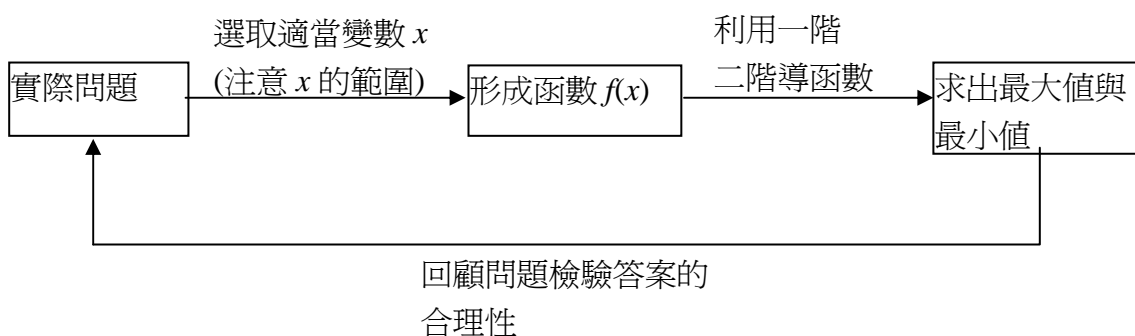 實際問題
選取適當變數 x
(注意 x 的範圍)
形成函數 f(x)
利用一階
二階導函數
求出最大值與
最小值
回顧問題檢驗答案的
合理性